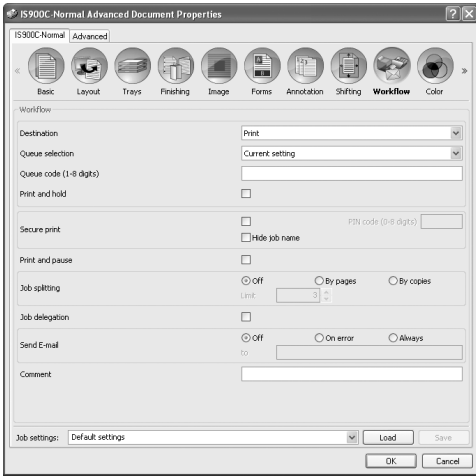 IS900C-Normal Advanced Document Properties
IS900C-Normal Advanced
Basic Layout Trays Finishing Image Forms Annotation Shifting Workflow Color
Workflow
Destination Print
Queue selection Current setting
Queue code (1-8 digits)
Print and hold
Secure print PIN code (0-8 digits)
Hide job name
Print and pause
Job splitting Off By pages By copies
Limit 3
Job delegation
Send E-mail Off On error Always
to
Comment
Job settings: Default settings Load Save
OK Cancel